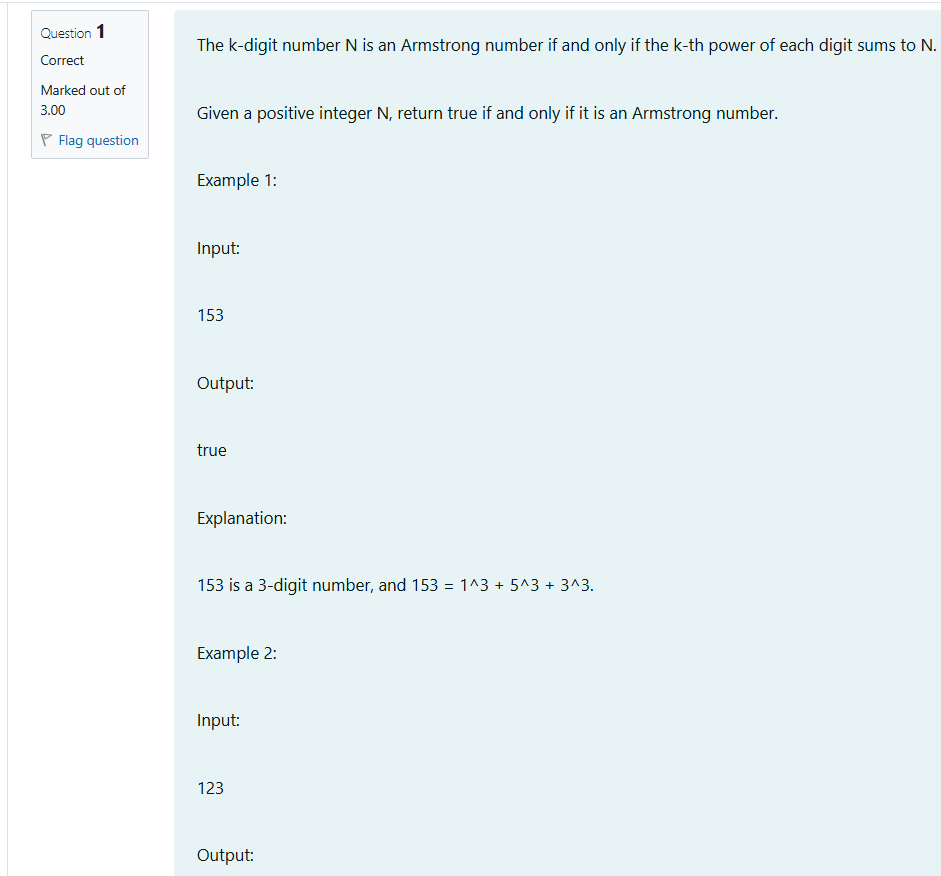 Question 1
Correct
Marked out of
3.00
Flag question
The k-digit number N is an Armstrong number if and only if the k-th power of each digit sums to N.
Given a positive integer N, return true if and only if it is an Armstrong number.
Example 1:
Input:
153
Output:
true
Explanation:
153 is a 3-digit number, and 153 = 1^3 + 5^3 + 3^3.
Example 2:
Input:
123
Output: